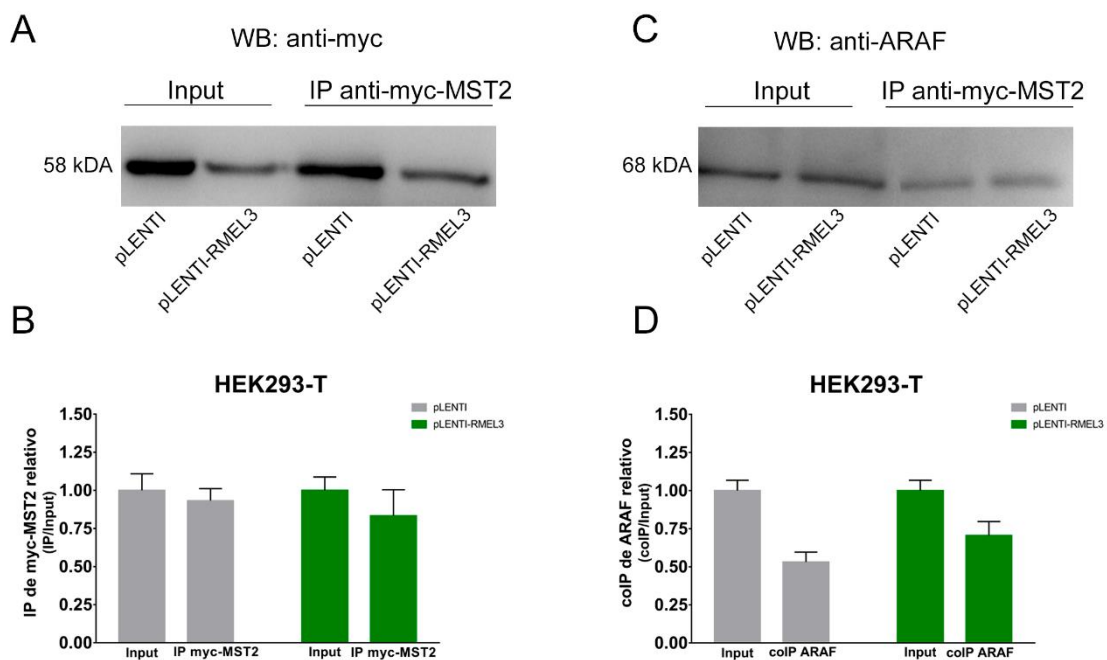 A
WB: anti-myc
Input IP anti-myc-MST2
58 kDA
pLENTI
pLENTI-RMEL3
pLENTI
pLENTI-RMEL3
C
WB: anti-ARAF
Input IP anti-myc-MST2
68 kDA
pLENTI
pLENTI-RMEL3
pLENTI
pLENTI-RMEL3
B
HEK293-T
pLENTI
pLENTI-RMEL3
IP de myc-MST2 relativo
(IP/Input)
1.50
1.25
1.00
0.75
0.50
0.25
0.00
Input IP myc-MST2 Input IP myc-MST2
D
HEK293-T
pLENTI
pLENTI-RMEL3
coIP de ARAF relativo
(coIP/Input)
1.50
1.25
1.00
0.75
0.50
0.25
0.00
Input coIP ARAF Input coIP ARAF